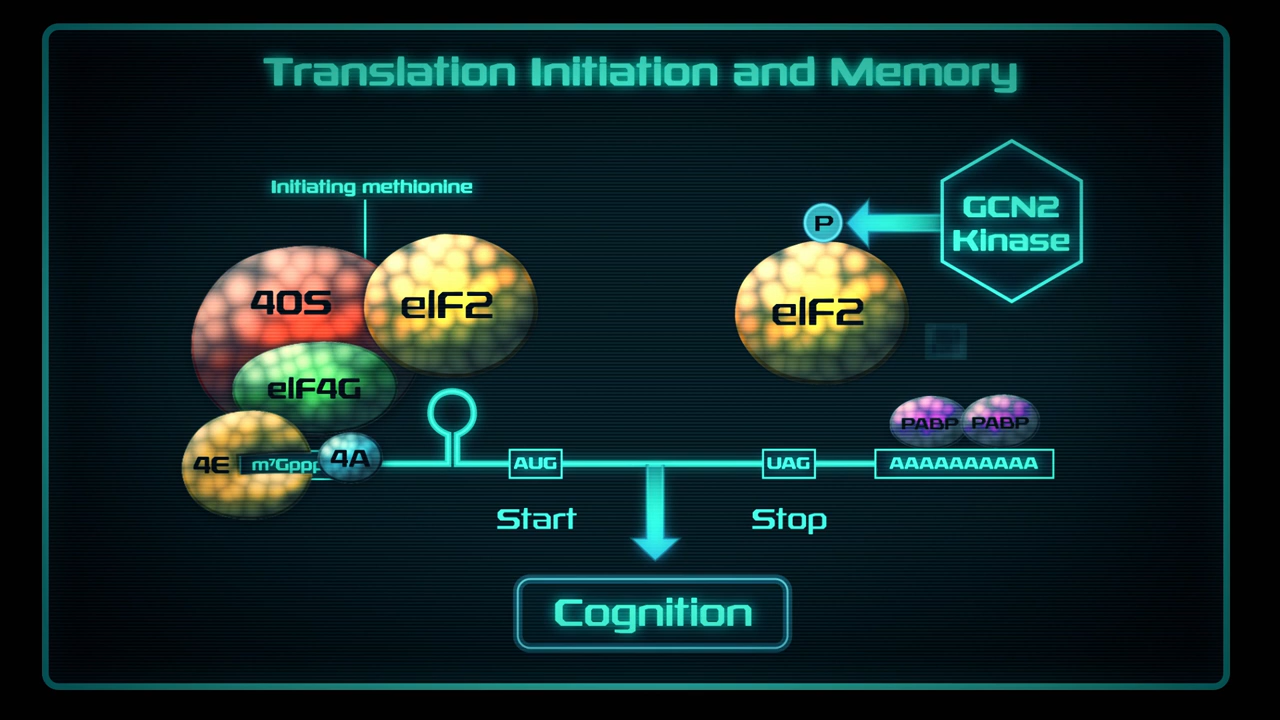 Translation Initiation and Memory
Initiating methionine
GCN2
Kinase
P
40S
eIF2
eIF2
eIF4G
PABP
PABP
4E
m⁷Gppp
4A
AUG
UAG
AAAAAAAAAA
Start
Stop
Cognition